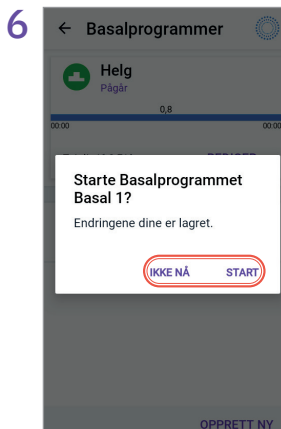 6
Basalprogrammer
Helg
Pågår
0,8
00:00 00:00
Starte Basalprogrammet
Basal 1?
Endringene dine er lagret.
IKKE NÅ START
OPPRETT NY